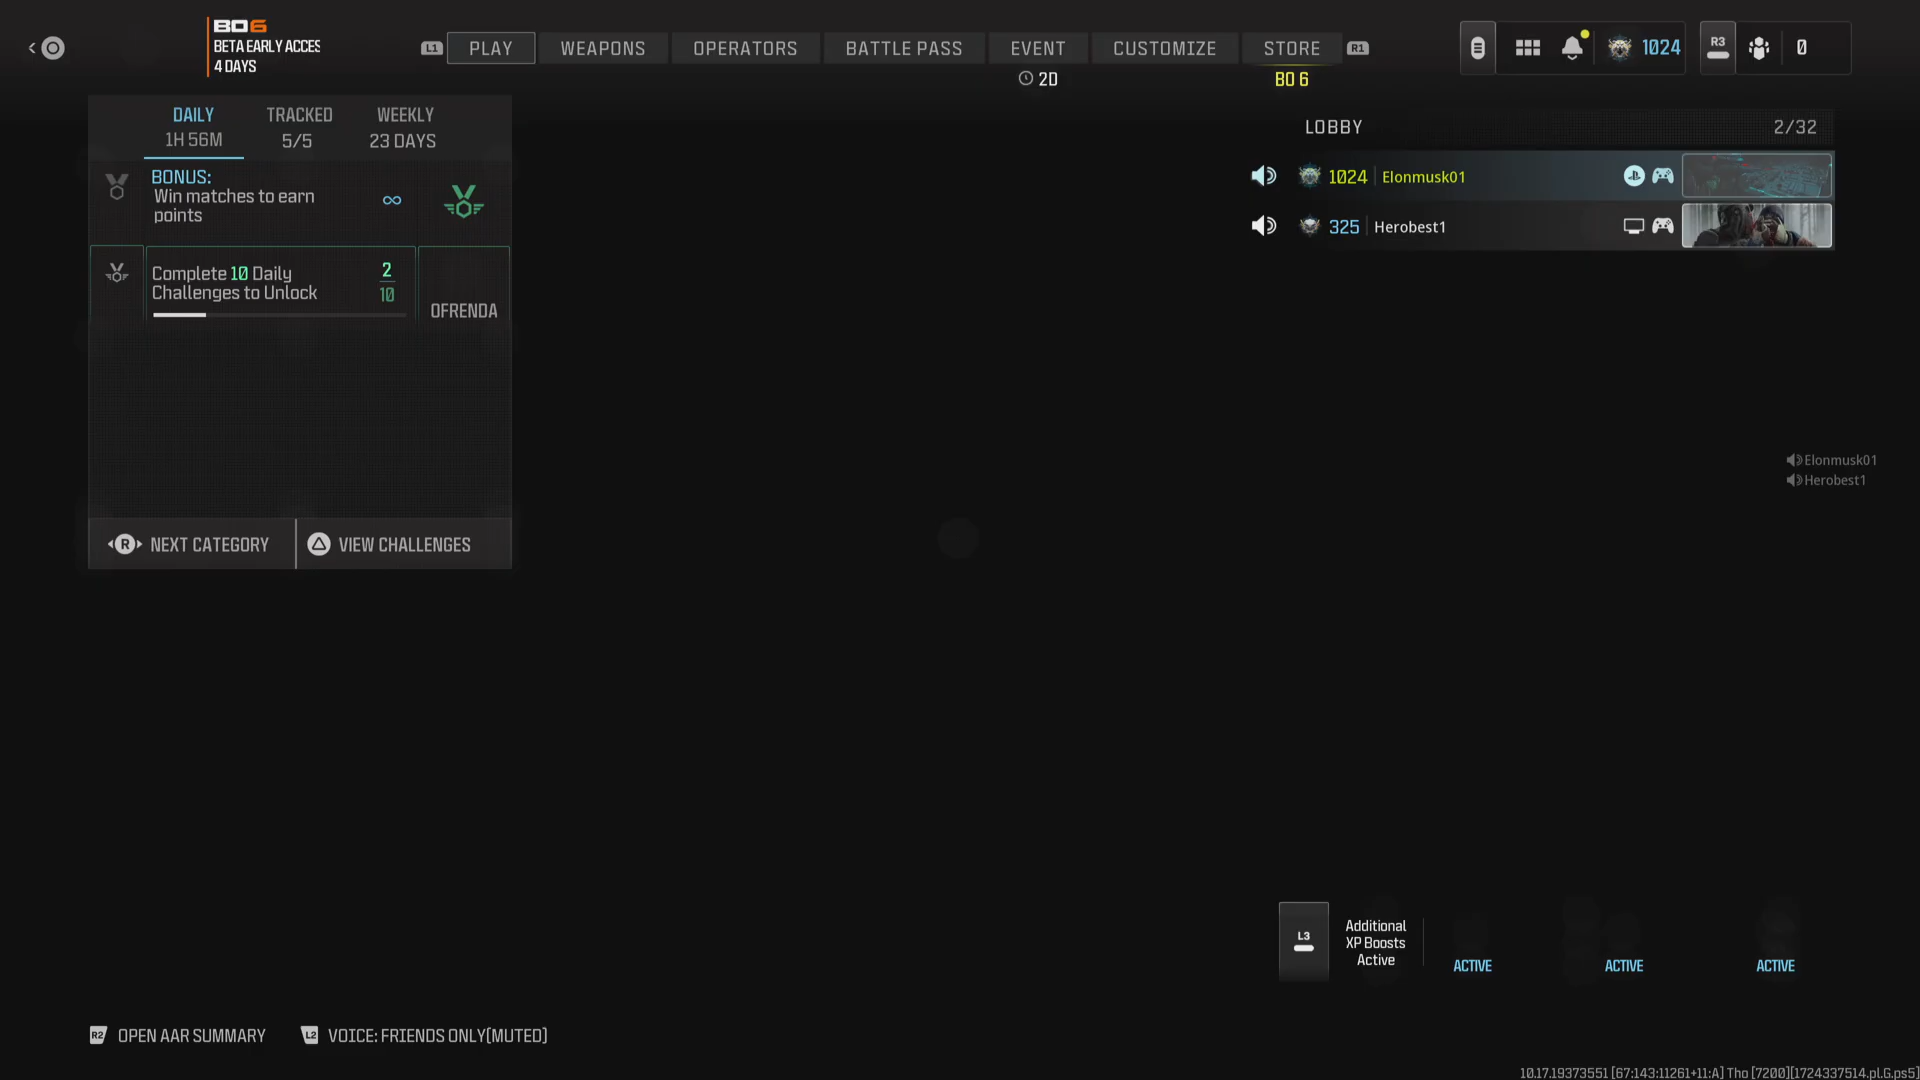 BO6
BETA EARLY ACCES
4 DAYS
L1
PLAY
WEAPONS
OPERATORS
BATTLE PASS
EVENT
CUSTOMIZE
STORE
R1
2D
BO 6
1024
R3
0
DAILY
1H 56M
TRACKED
5/5
WEEKLY
23 DAYS
BONUS:
Win matches to earn
points
∞
Complete 10 Daily
Challenges to Unlock
2
10
OFRENDA
R NEXT CATEGORY
VIEW CHALLENGES
LOBBY
2/32
1024 Elonmusk01
325 Herobest1
Elonmusk01
Herobest1
L3
Additional
XP Boosts
Active
ACTIVE
ACTIVE
ACTIVE
R2 OPEN AAR SUMMARY
L2 VOICE: FRIENDS ONLY(MUTED)
10.17.19373551 [67:143:11261+11:A] Tho [7200][1724337514.pl.G.ps5]